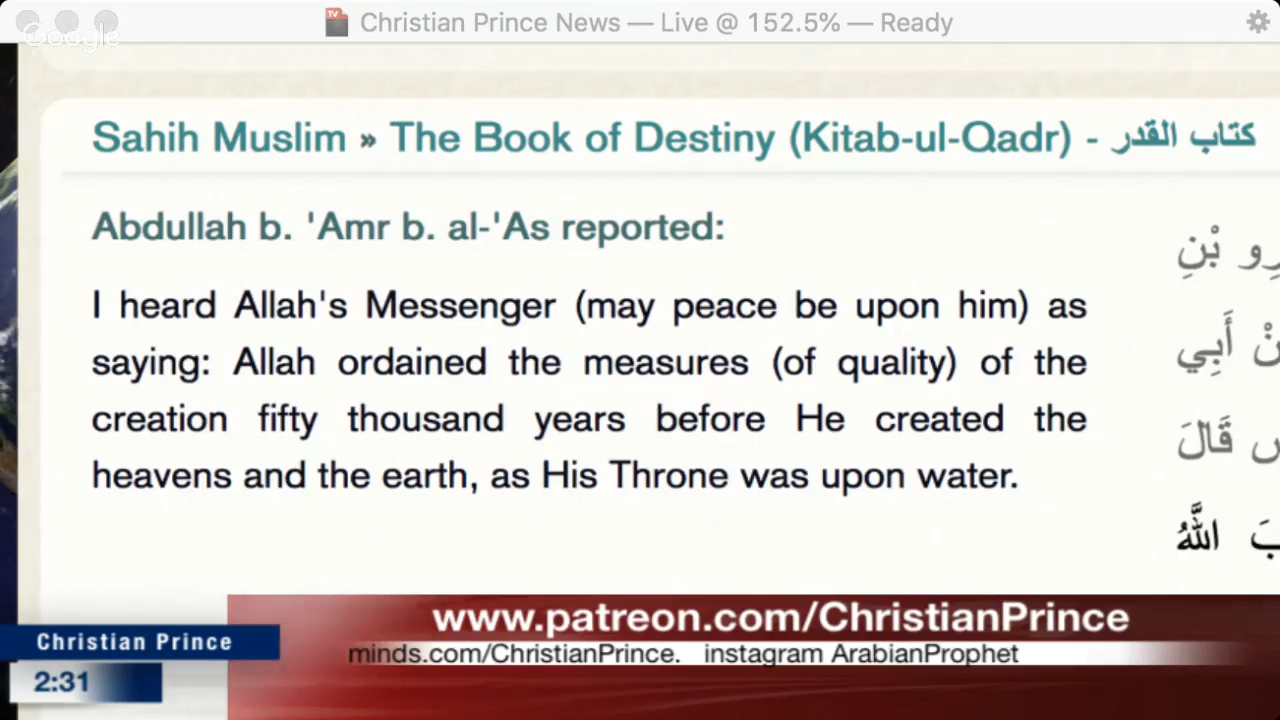 Christian Prince News — Live @ 152.5% — Ready
Google
Sahih Muslim » The Book of Destiny (Kitab-ul-Qadr) - كتاب القدر
Abdullah b. 'Amr b. al-'As reported:
I heard Allah's Messenger (may peace be upon him) as
saying: Allah ordained the measures (of quality) of the
creation fifty thousand years before He created the
heavens and the earth, as His Throne was upon water.
بْنِ
أَبِي
قَالَ
اللَّهُ
www.patreon.com/ChristianPrince
Christian Prince
minds.com/ChristianPrince. instagram ArabianProphet
2:31